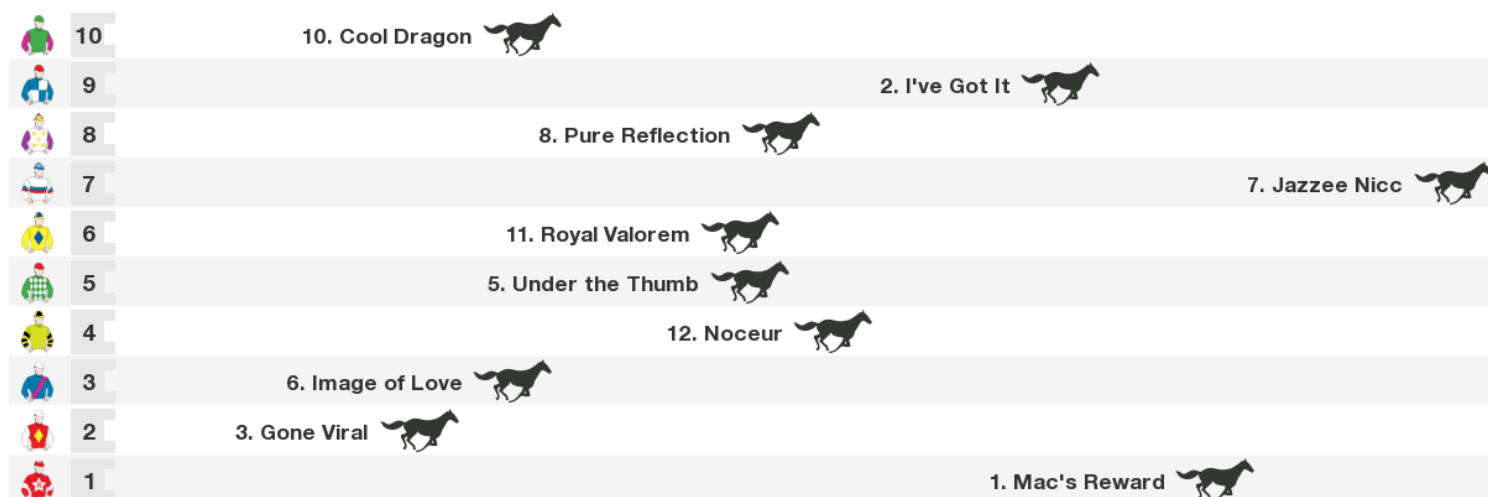 10 10. Cool Dragon
9 2. I've Got It
8 8. Pure Reflection
7 7. Jazzee Nicc
6 11. Royal Valorem
5 5. Under the Thumb
4 12. Noceur
3 6. Image of Love
2 3. Gone Viral
1 1. Mac's Reward